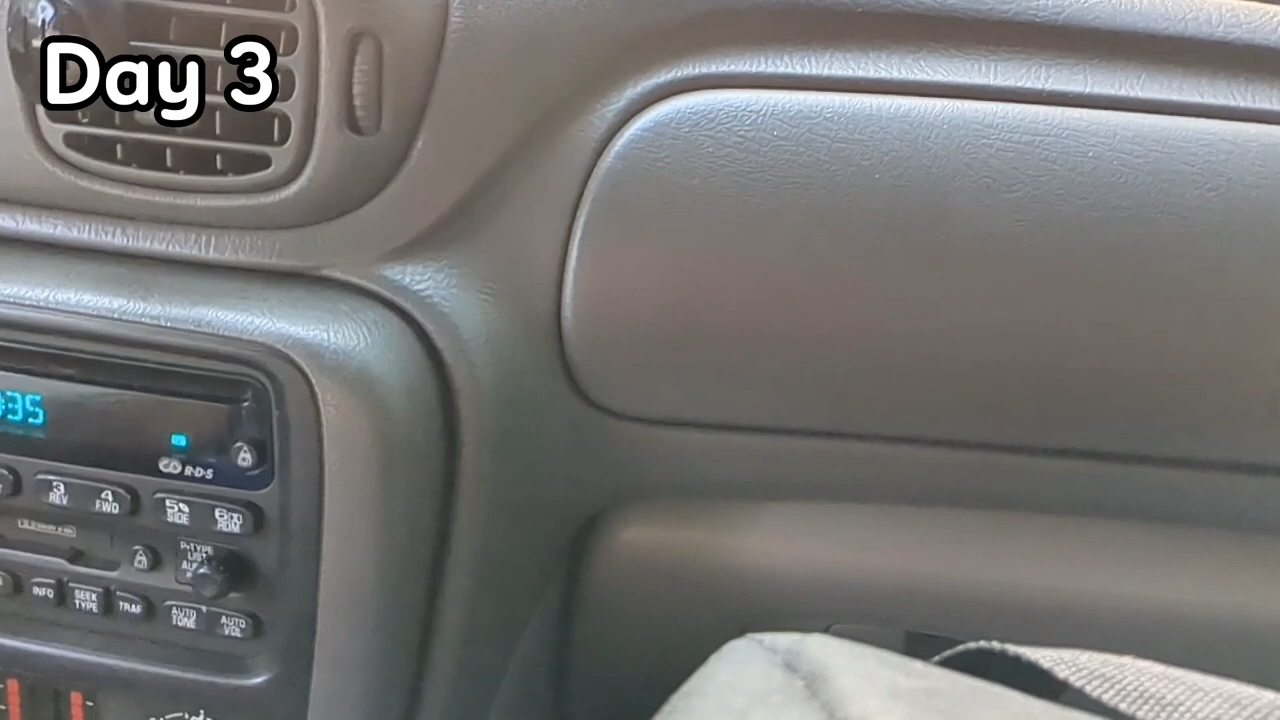 Day 3
35
R·D·S
3 REV
4 FWD
5 SIDE
6 RDM
P-TYPE
LIST
INFO
SEEK TYPE
TRAF
AUTO TONE
AUTO VOL